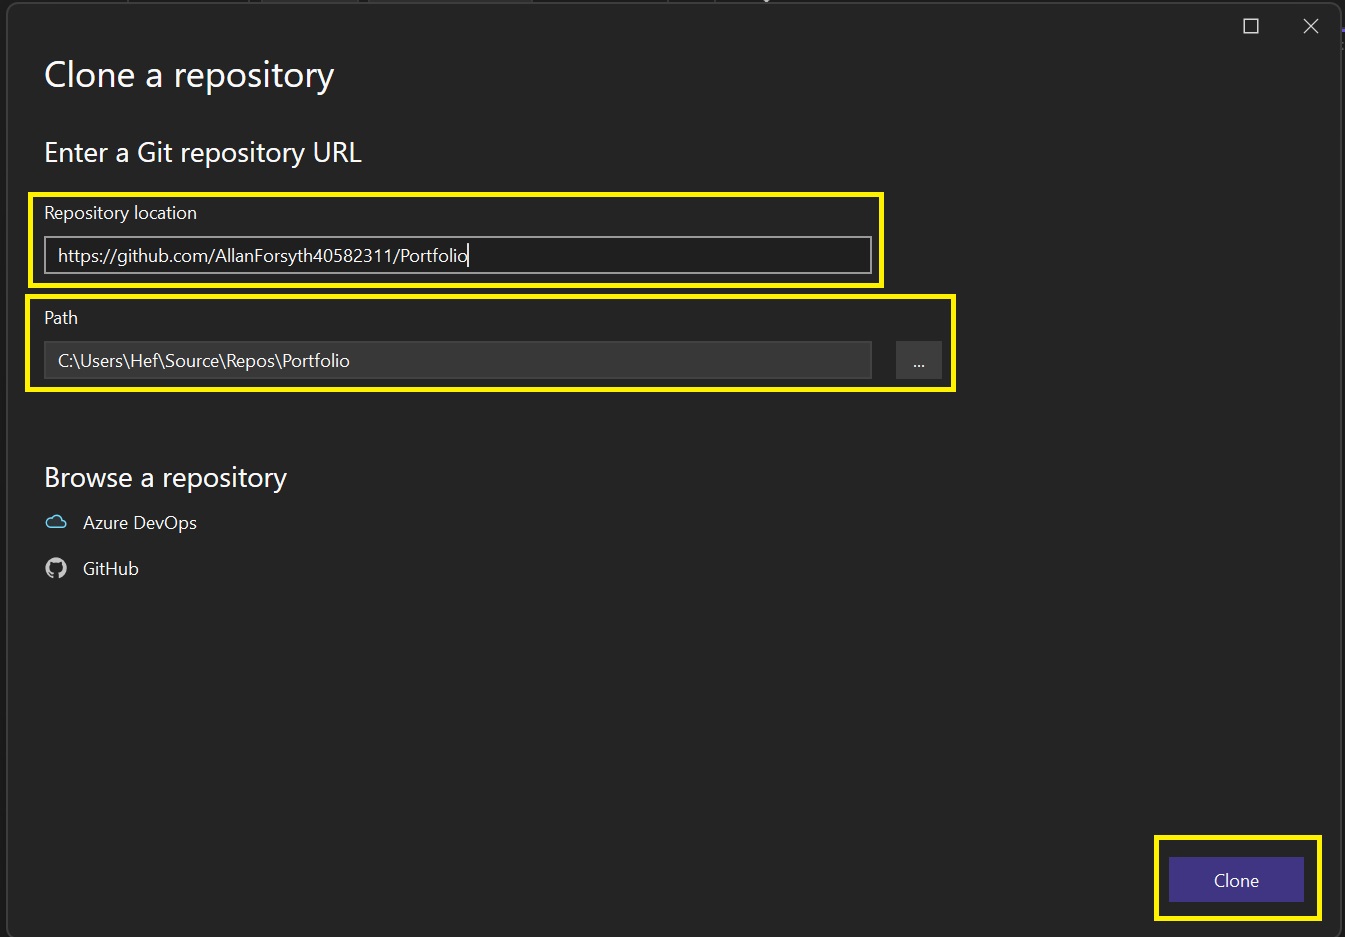 Clone a repository
Enter a Git repository URL
Repository location
https://github.com/AllanForsyth40582311/Portfolio
Path
C:\Users\Hef\Source\Repos\Portfolio
...
Browse a repository
Azure DevOps
GitHub
Clone